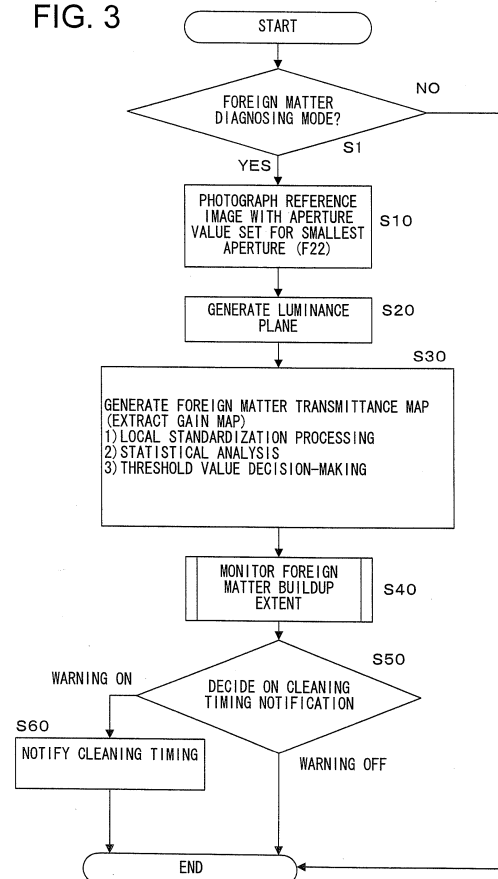 FIG. 3
START
FOREIGN MATTER
DIAGNOSING MODE?
NO
S1
YES
PHOTOGRAPH REFERENCE
IMAGE WITH APERTURE
VALUE SET FOR SMALLEST
APERTURE (F22)
S10
GENERATE LUMINANCE
PLANE
S20
S30
GENERATE FOREIGN MATTER TRANSMITTANCE MAP
(EXTRACT GAIN MAP)
1)LOCAL STANDARDIZATION PROCESSING
2)STATISTICAL ANALYSIS
3)THRESHOLD VALUE DECISION-MAKING
MONITOR FOREIGN
MATTER BUILDUP
EXTENT
S40
S50
WARNING ON
DECIDE ON CLEANING
TIMING NOTIFICATION
S60
NOTIFY CLEANING TIMING
WARNING OFF
END